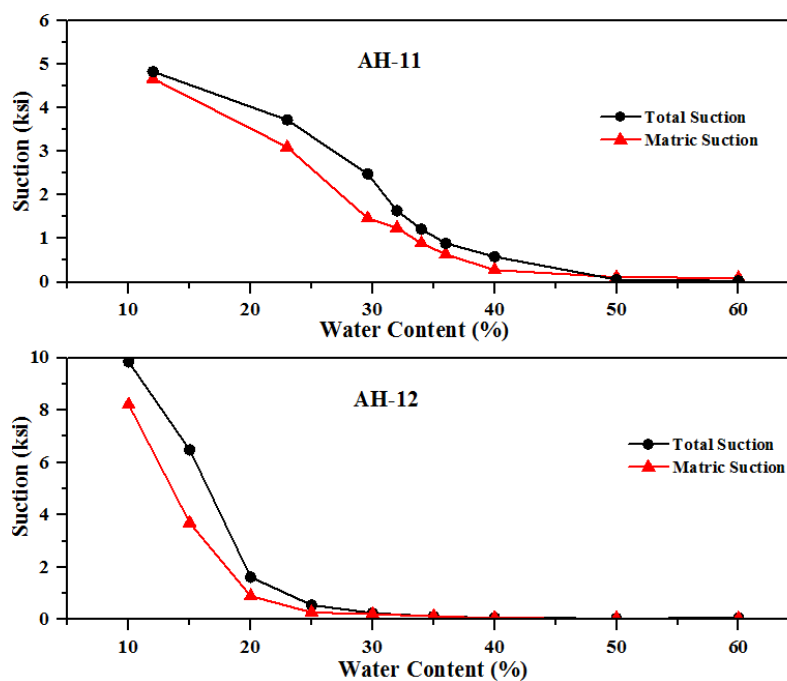 6
AH-11
5
4
Total Suction
Matric Suction
3
2
1
0
Suction (ksi)
10 20 30 40 50 60
Water Content (%)
10
AH-12
8
Total Suction
Matric Suction
6
4
2
0
Suction (ksi)
10 20 30 40 50 60
Water Content (%)